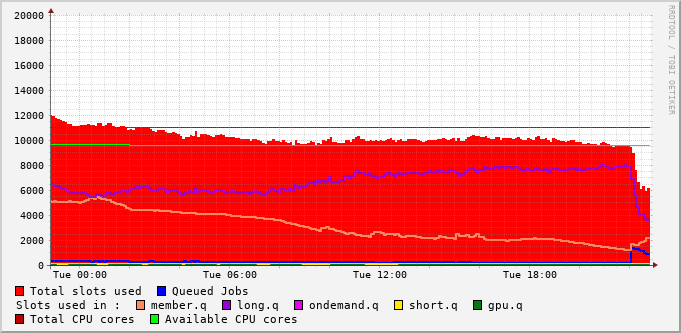 RRDTOOL / TOBI OETIKER
20000
18000
16000
14000
12000
10000
8000
6000
4000
2000
0
Tue 00:00 Tue 06:00 Tue 12:00 Tue 18:00
Total slots used Queued Jobs
Slots used in : member.q long.q ondemand.q short.q gpu.q
Total CPU cores Available CPU cores